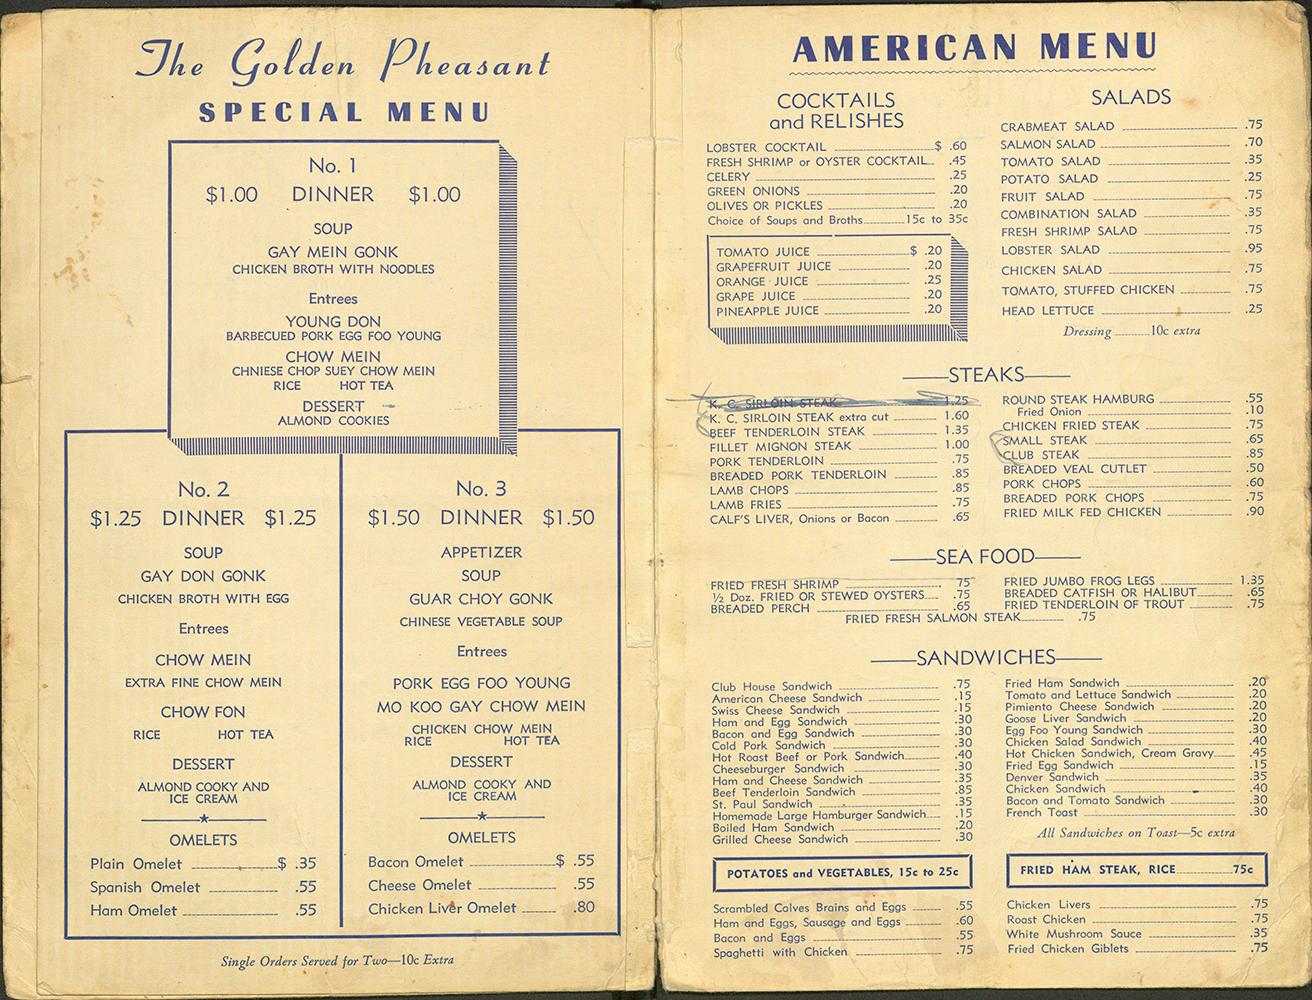 The Golden Pheasant
SPECIAL MENU
No. 1
$1.00 DINNER $1.00
SOUP
GAY MEIN GONK
CHICKEN BROTH WITH NOODLES
Entrees
YOUNG DON
BARBECUED PORK EGG FOO YOUNG
CHOW MEIN
CHNIESE CHOP SUEY CHOW MEIN
RICE HOT TEA
DESSERT
ALMOND COOKIES
No. 2
$1.25 DINNER $1.25
SOUP
GAY DON GONK
CHICKEN BROTH WITH EGG
Entrees
CHOW MEIN
EXTRA FINE CHOW MEIN
CHOW FON
RICE HOT TEA
DESSERT
ALMOND COOKY AND
ICE CREAM
OMELETS
Plain Omelet $ .35
Spanish Omelet .55
Ham Omelet .55
No. 3
$1.50 DINNER $1.50
APPETIZER
SOUP
GUAR CHOY GONK
CHINESE VEGETABLE SOUP
Entrees
PORK EGG FOO YOUNG
MO KOO GAY CHOW MEIN
CHICKEN CHOW MEIN
RICE HOT TEA
DESSERT
ALMOND COOKY AND
ICE CREAM
OMELETS
Bacon Omelet $ .55
Cheese Omelet .55
Chicken Liver Omelet .80
Single Orders Served for Two—10c Extra
AMERICAN MENU
COCKTAILS
and RELISHES
LOBSTER COCKTAIL $ .60
FRESH SHRIMP or OYSTER COCKTAIL .45
CELERY .25
GREEN ONIONS .20
OLIVES OR PICKLES .20
Choice of Soups and Broths 15c to 35c
TOMATO JUICE $ .20
GRAPEFRUIT JUICE .20
ORANGE JUICE .25
GRAPE JUICE .20
PINEAPPLE JUICE .20
SALADS
CRABMEAT SALAD .75
SALMON SALAD .70
TOMATO SALAD .35
POTATO SALAD .25
FRUIT SALAD .75
COMBINATION SALAD .35
FRESH SHRIMP SALAD .75
LOBSTER SALAD .95
CHICKEN SALAD .75
TOMATO, STUFFED CHICKEN .75
HEAD LETTUCE .25
Dressing 10c extra
STEAKS
K. C. SIRLOIN STEAK 1.25
K. C. SIRLOIN STEAK extra cut 1.60
BEEF TENDERLOIN STEAK 1.35
FILLET MIGNON STEAK 1.00
PORK TENDERLOIN .75
BREADED PORK TENDERLOIN .85
LAMB CHOPS .85
LAMB FRIES .75
CALF'S LIVER, Onions or Bacon .65
ROUND STEAK HAMBURG .55
Fried Onion .10
CHICKEN FRIED STEAK .75
SMALL STEAK .65
CLUB STEAK .85
BREADED VEAL CUTLET .50
PORK CHOPS .60
BREADED PORK CHOPS .75
FRIED MILK FED CHICKEN .90
SEA FOOD
FRIED FRESH SHRIMP 75
½ Doz. FRIED OR STEWED OYSTERS .75
BREADED PERCH .65
FRIED JUMBO FROG LEGS 1.35
BREADED CATFISH OR HALIBUT .65
FRIED TENDERLOIN OF TROUT .75
FRIED FRESH SALMON STEAK .75
SANDWICHES
Club House Sandwich .75
American Cheese Sandwich .15
Swiss Cheese Sandwich .15
Ham and Egg Sandwich .30
Bacon and Egg Sandwich .30
Cold Pork Sandwich .30
Hot Roast Beef or Pork Sandwich .40
Cheeseburger Sandwich .30
Ham and Cheese Sandwich .35
Beef Tenderloin Sandwich .85
St. Paul Sandwich .35
Homemade Large Hamburger Sandwich .15
Boiled Ham Sandwich .20
Grilled Cheese Sandwich .30
Fried Ham Sandwich .20
Tomato and Lettuce Sandwich .20
Pimiento Cheese Sandwich .20
Goose Liver Sandwich .20
Egg Foo Young Sandwich .30
Chicken Salad Sandwich .40
Hot Chicken Sandwich, Cream Gravy .45
Fried Egg Sandwich .15
Denver Sandwich .35
Chicken Sandwich .40
Bacon and Tomato Sandwich .30
French Toast .30
All Sandwiches on Toast—5c extra
POTATOES and VEGETABLES, 15c to 25c
FRIED HAM STEAK, RICE 75c
Scrambled Calves Brains and Eggs .55
Ham and Eggs, Sausage and Eggs .60
Bacon and Eggs .55
Spaghetti with Chicken .75
Chicken Livers .75
Roast Chicken .75
White Mushroom Sauce .35
Fried Chicken Giblets .75